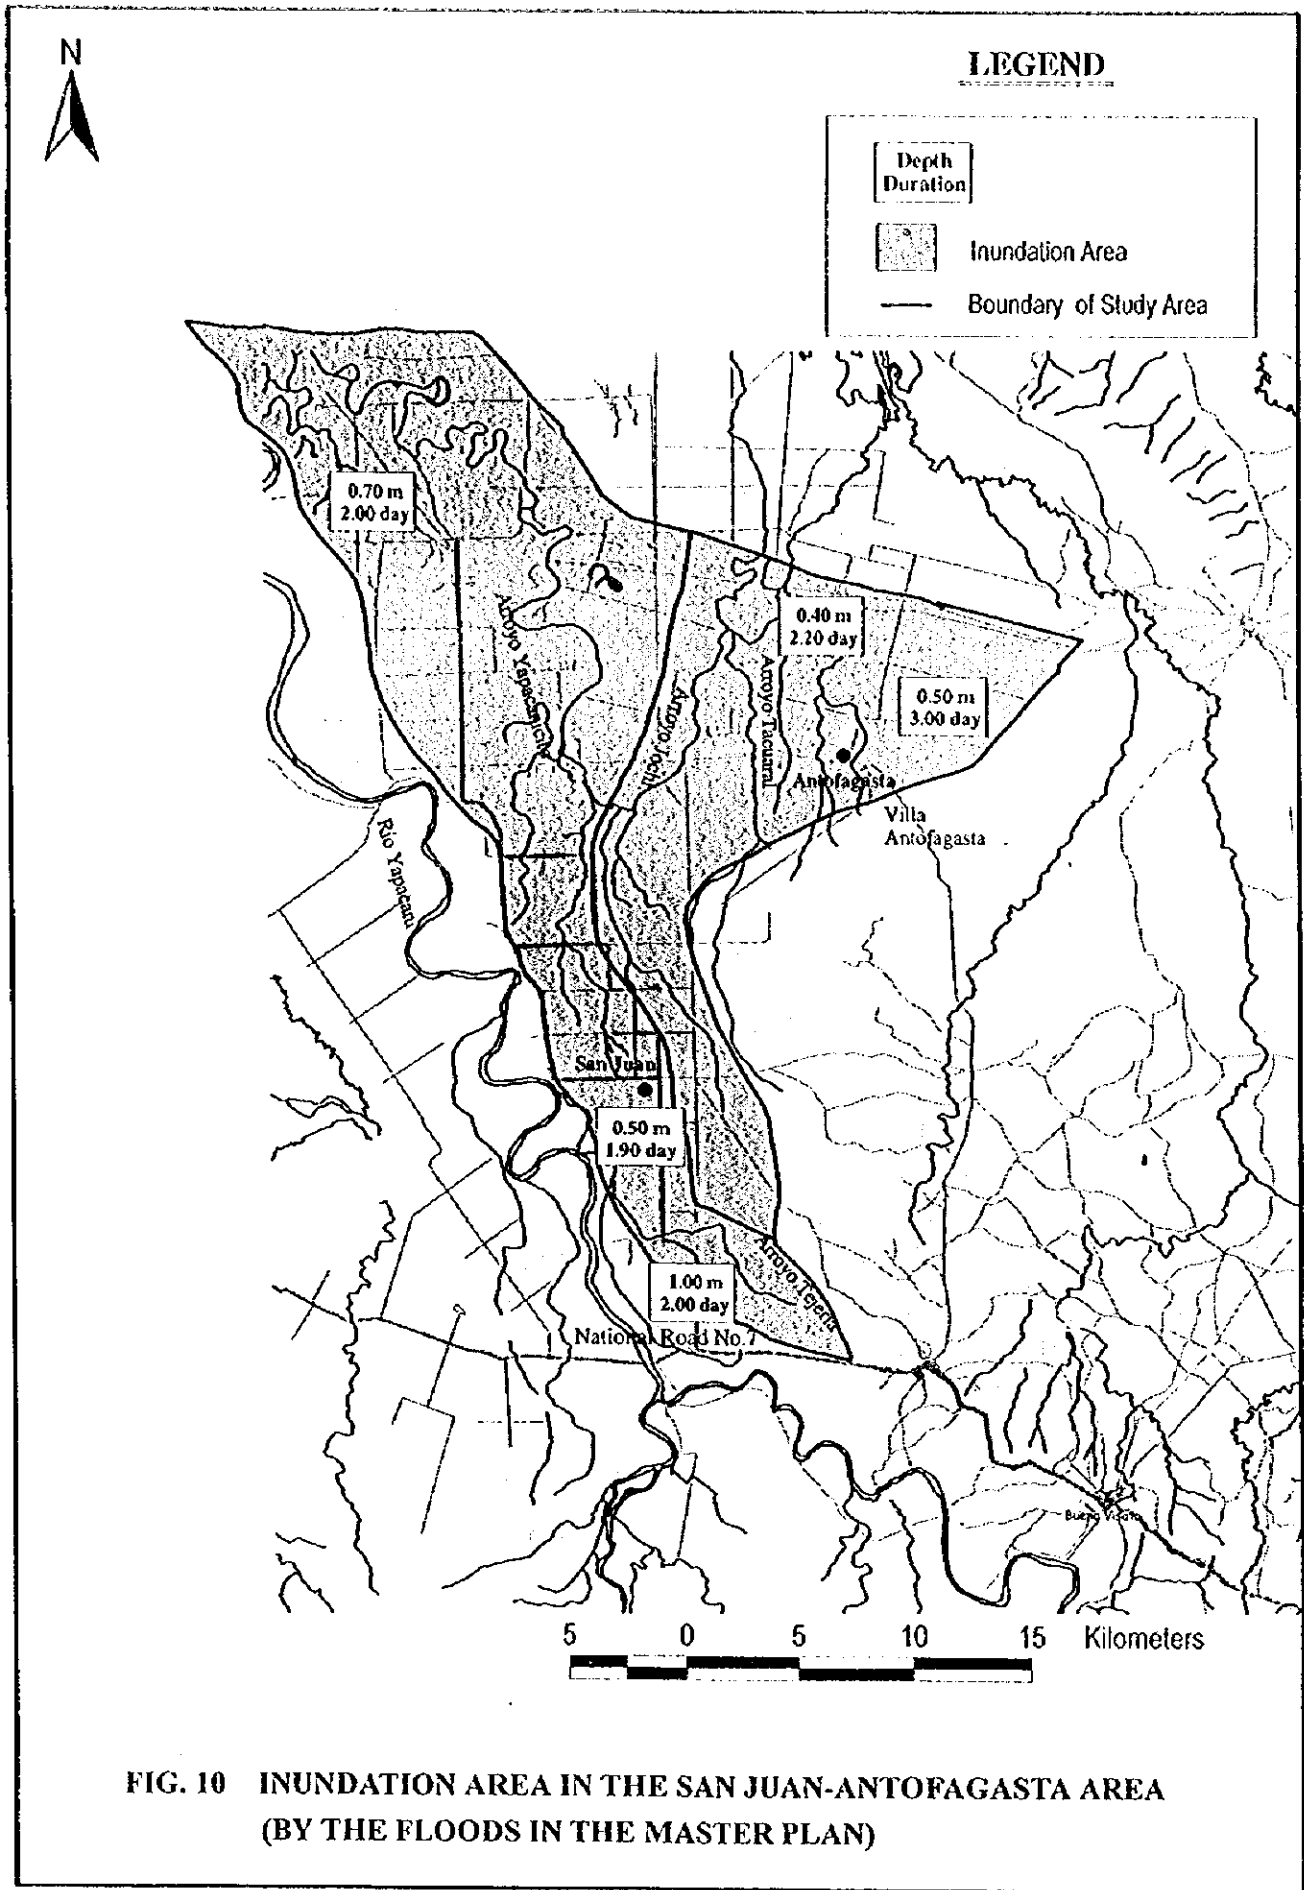 N
LEGEND
Depth
Duration
Inundation Area
Boundary of Study Area
0.70 m
2.00 day
0.40 m
2.20 day
0.50 m
3.00 day
Arroyo Jochi
Arroyo Tacuaral
Antofagasta
Villa
Antofagasta
Rio Yapacani
San Juan
0.50 m
1.90 day
Arroyo Tejeria
1.00 m
2.00 day
National Road No.7
Buena Vista
5 0 5 10 15 Kilometers
FIG. 10 INUNDATION AREA IN THE SAN JUAN-ANTOFAGASTA AREA
(BY THE FLOODS IN THE MASTER PLAN)